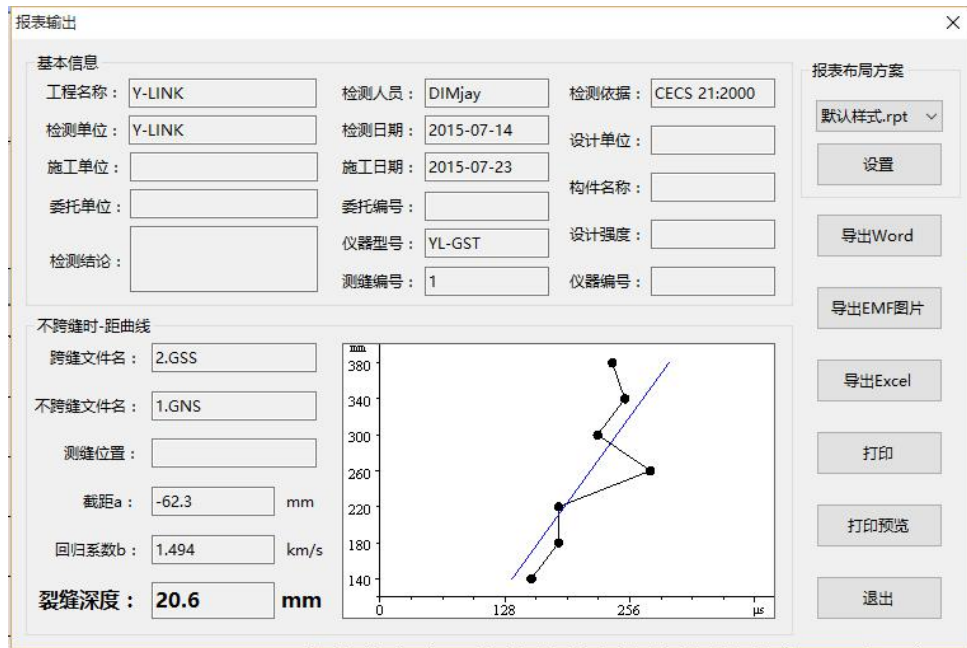 报表输出
基本信息
工程名称： Y-LINK
检测单位： Y-LINK
施工单位：
委托单位：
检测结论：
检测人员： DIMjay
检测日期： 2015-07-14
施工日期： 2015-07-23
委托编号：
仪器型号： YL-GST
测缝编号： 1
检测依据： CECS 21:2000
设计单位：
构件名称：
设计强度：
仪器编号：
报表布局方案
默认样式.rpt
设置
导出Word
导出EMF图片
导出Excel
打印
打印预览
退出
不跨缝时-距曲线
跨缝文件名： 2.GSS
不跨缝文件名： 1.GNS
测缝位置：
截距a： -62.3 mm
回归系数b： 1.494 km/s
裂缝深度： 20.6 mm
mm
380
340
300
260
220
180
140
0 128 256 μs